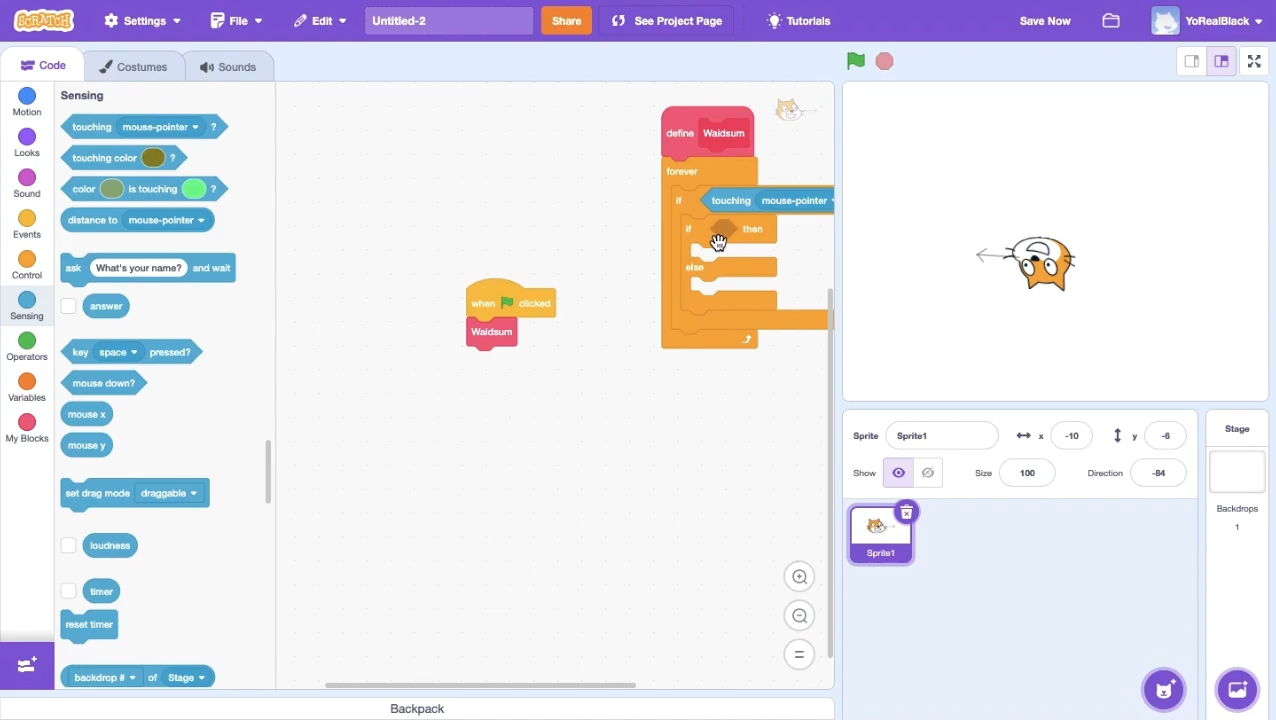 SCRATCH Settings File Edit Untitled-2 Share See Project Page Tutorials Save Now YoRealBlack
Code Costumes Sounds
Motion
Looks
Sound
Events
Control
Sensing
Operators
Variables
My Blocks
Sensing
touching mouse-pointer ?
touching color ?
color is touching ?
distance to mouse-pointer
ask What's your name? and wait
answer
key space pressed?
mouse down?
mouse x
mouse y
set drag mode draggable
loudness
timer
reset timer
backdrop # of Stage
when clicked
Waidsum
define Waidsum
forever
if touching mouse-pointer
if then
else
Sprite Sprite1 x -10 y -6
Show Size 100 Direction -84
Sprite1
Stage
Backdrops
1
Backpack